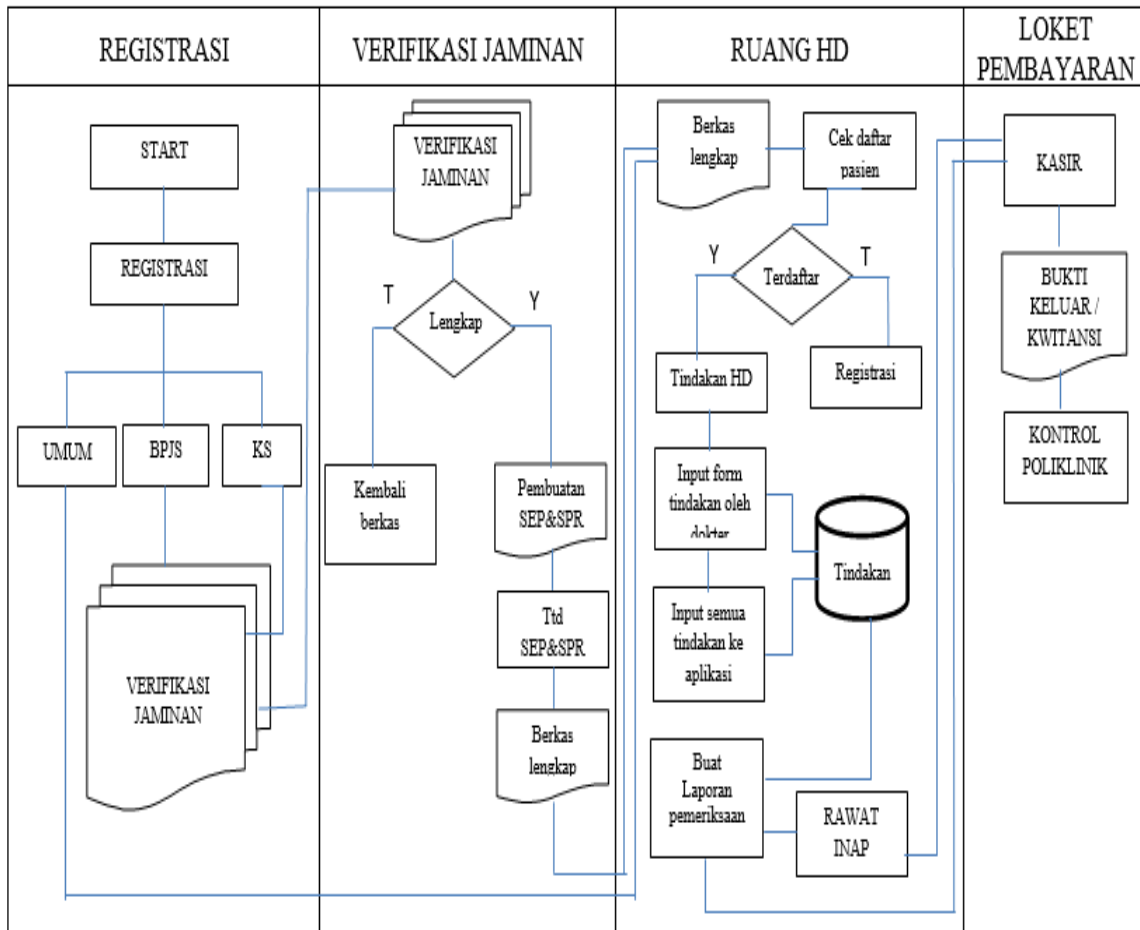 REGISTRASI
VERIFIKASI JAMINAN
RUANG HD
LOKET
PEMBAYARAN
START
REGISTRASI
UMUM
BPJS
KS
VERIFIKASI
JAMINAN
VERIFIKASI
JAMINAN
T
Y
Lengkap
Kembali
berkas
Pembuatan
SEP&SPR
Ttd
SEP&SPR
Berkas
lengkap
Berkas
lengkap
Cek daftar
pasien
Y
T
Terdaftar
Tindakan HD
Registrasi
Input form
tindakan oleh
dokter
Tindakan
Input semua
tindakan ke
aplikasi
Buat
Laporan
pemeriksaan
RAWAT
INAP
KASIR
BUKTI
KELUAR /
KWITANSI
KONTROL
POLIKLINIK